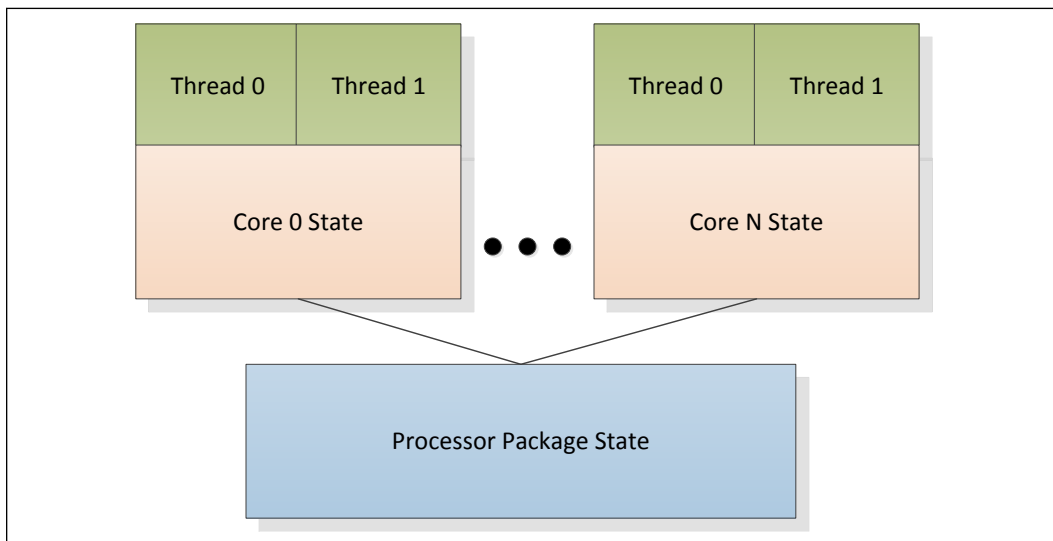 Thread 0
Thread 1
Thread 0
Thread 1
Core 0 State
Core N State
Processor Package State